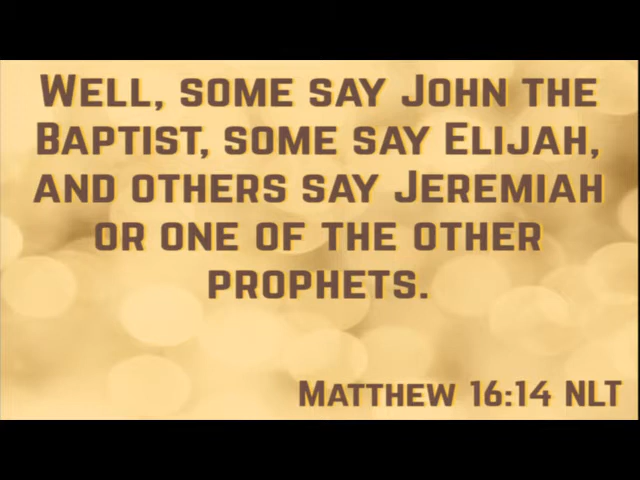 Well, some say John the
Baptist, some say Elijah,
and others say Jeremiah
or one of the other
prophets.
Matthew 16:14 NLT